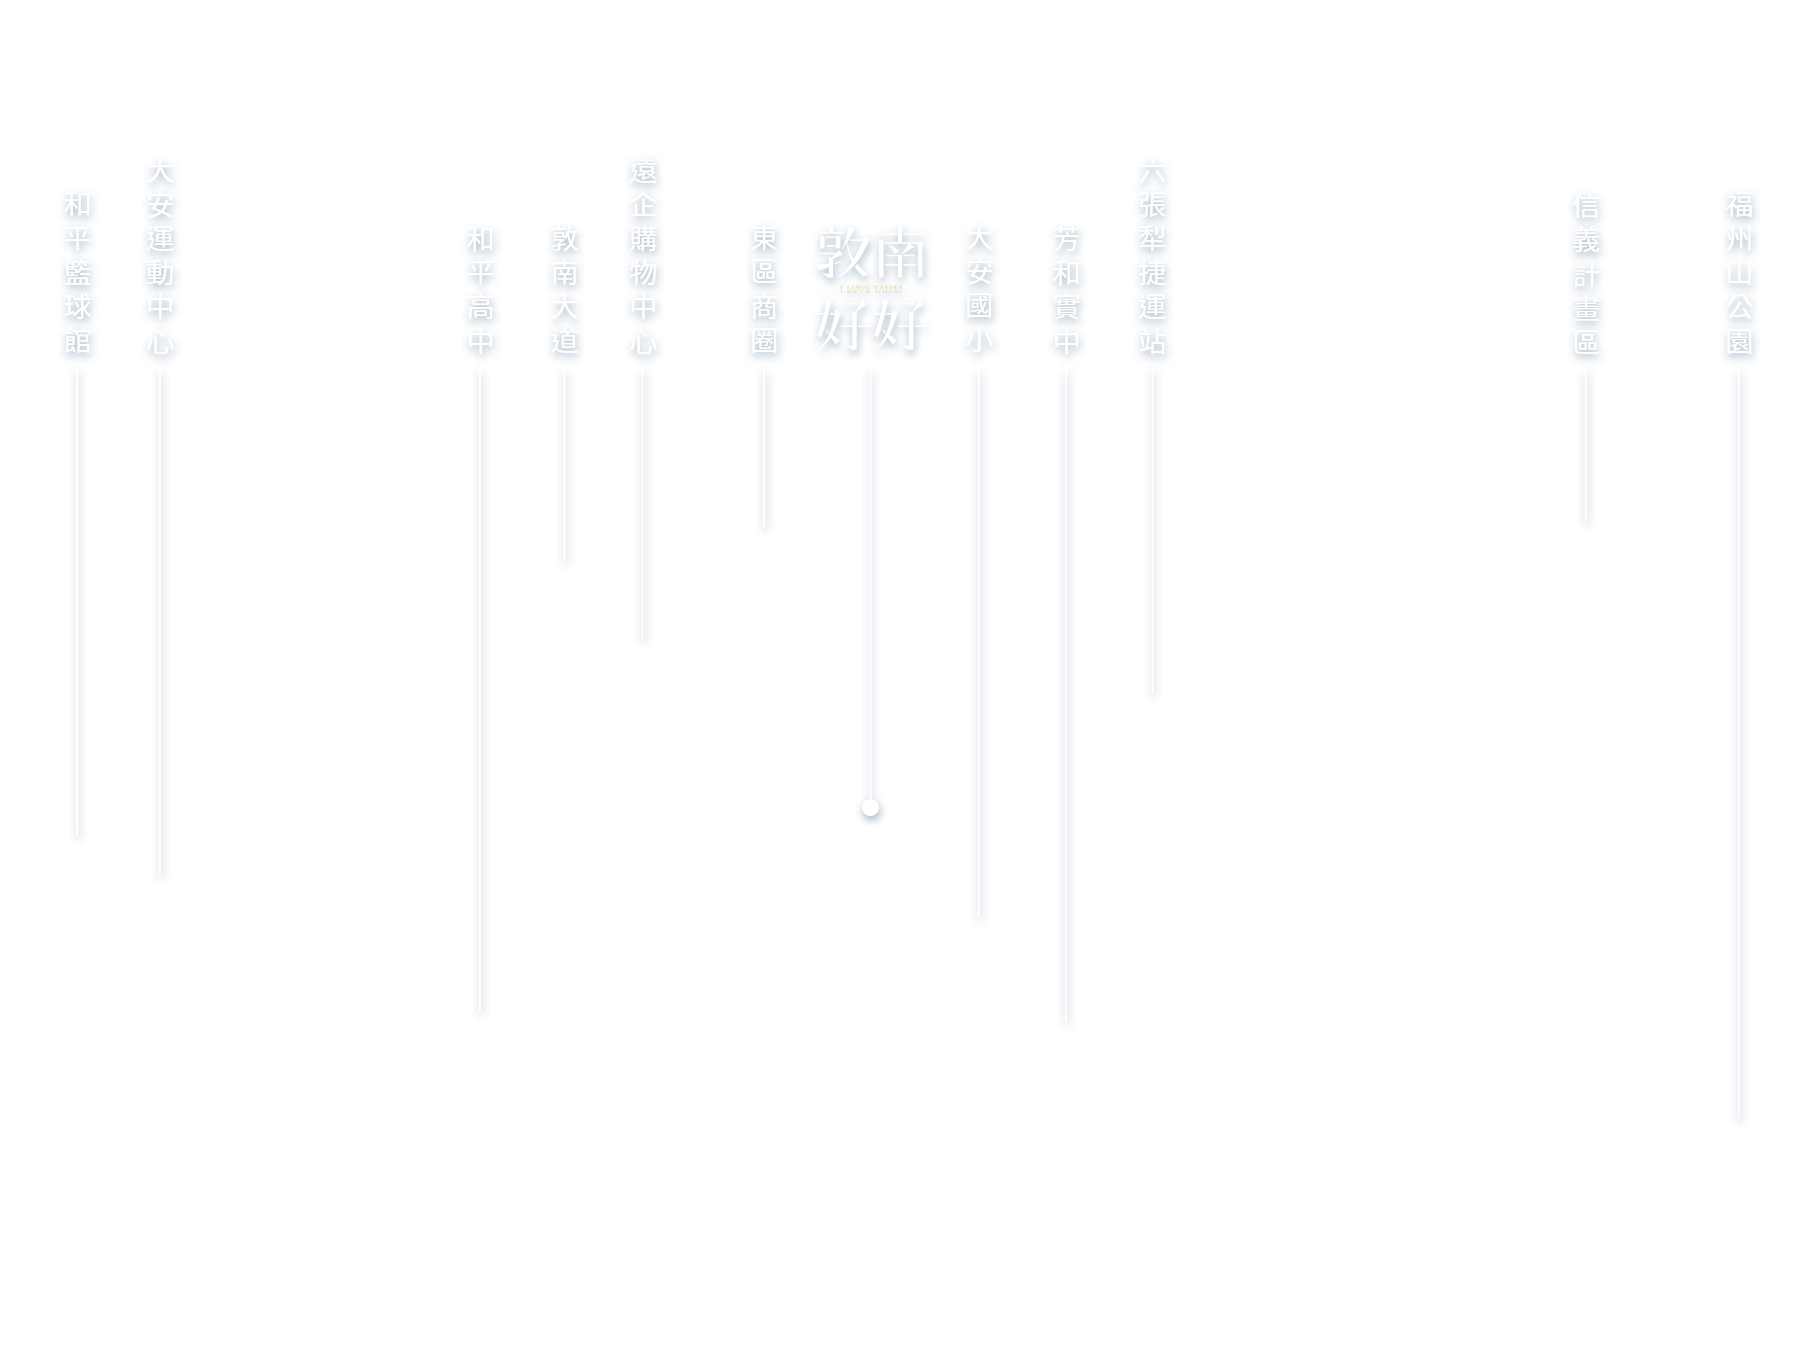 和平籃球館
大安運動中心
和平高中
敦南大道
遠企購物中心
東區商圈
敦南
I LOVE TAIPEI
好好
大安國小
芳和實中
六張犁捷運站
信義計畫區
福州山公園